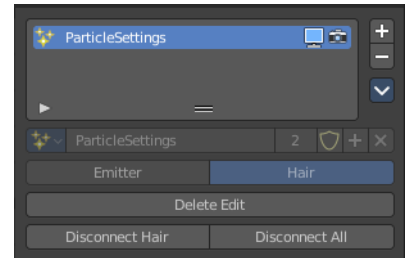 ParticleSettings
ParticleSettings 2
Emitter Hair
Delete Edit
Disconnect Hair Disconnect All